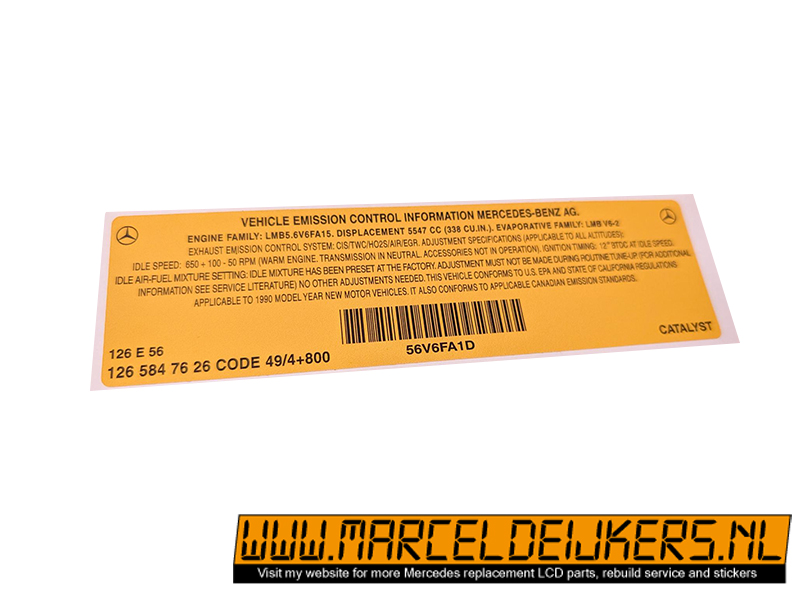 VEHICLE EMISSION CONTROL INFORMATION MERCEDES-BENZ AG.
ENGINE FAMILY: LMB5.6V6FA15. DISPLACEMENT 5547 CC (338 CU.IN.). EVAPORATIVE FAMILY: LMB V6-2
EXHAUST EMISSION CONTROL SYSTEM: CIS/TWC/HO2S/AIR/EGR. ADJUSTMENT SPECIFICATIONS (APPLICABLE TO ALL ALTITUDES):
IDLE SPEED: 650 + 100 - 50 RPM (WARM ENGINE. TRANSMISSION IN NEUTRAL. ACCESSORIES NOT IN OPERATION). IGNITION TIMING: 12° BTDC AT IDLE SPEED.
IDLE AIR-FUEL MIXTURE SETTING: IDLE MIXTURE HAS BEEN PRESET AT THE FACTORY. ADJUSTMENT MUST NOT BE MADE DURING ROUTINE TUNE-UP. (FOR ADDITIONAL
INFORMATION SEE SERVICE LITERATURE) NO OTHER ADJUSTMENTS NEEDED. THIS VEHICLE CONFORMS TO U.S. EPA AND STATE OF CALIFORNIA REGULATIONS
APPLICABLE TO 1990 MODEL YEAR NEW MOTOR VEHICLES. IT ALSO CONFORMS TO APPLICABLE CANADIAN EMISSION STANDARDS.
126 E 56
126 584 76 26 CODE 49/4+800
56V6FA1D
CATALYST
WWW.MARCELDEIJKERS.NL
Visit my website for more Mercedes replacement LCD parts, rebuild service and stickers